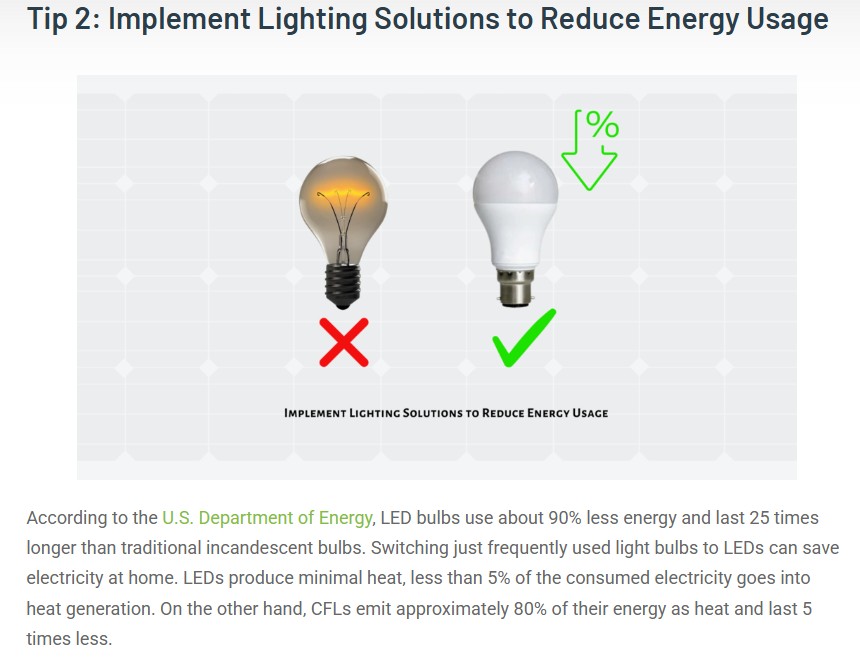 Tip 2: Implement Lighting Solutions to Reduce Energy Usage
%
Implement Lighting Solutions to Reduce Energy Usage
According to the U.S. Department of Energy, LED bulbs use about 90% less energy and last 25 times
longer than traditional incandescent bulbs. Switching just frequently used light bulbs to LEDs can save
electricity at home. LEDs produce minimal heat, less than 5% of the consumed electricity goes into
heat generation. On the other hand, CFLs emit approximately 80% of their energy as heat and last 5
times less.